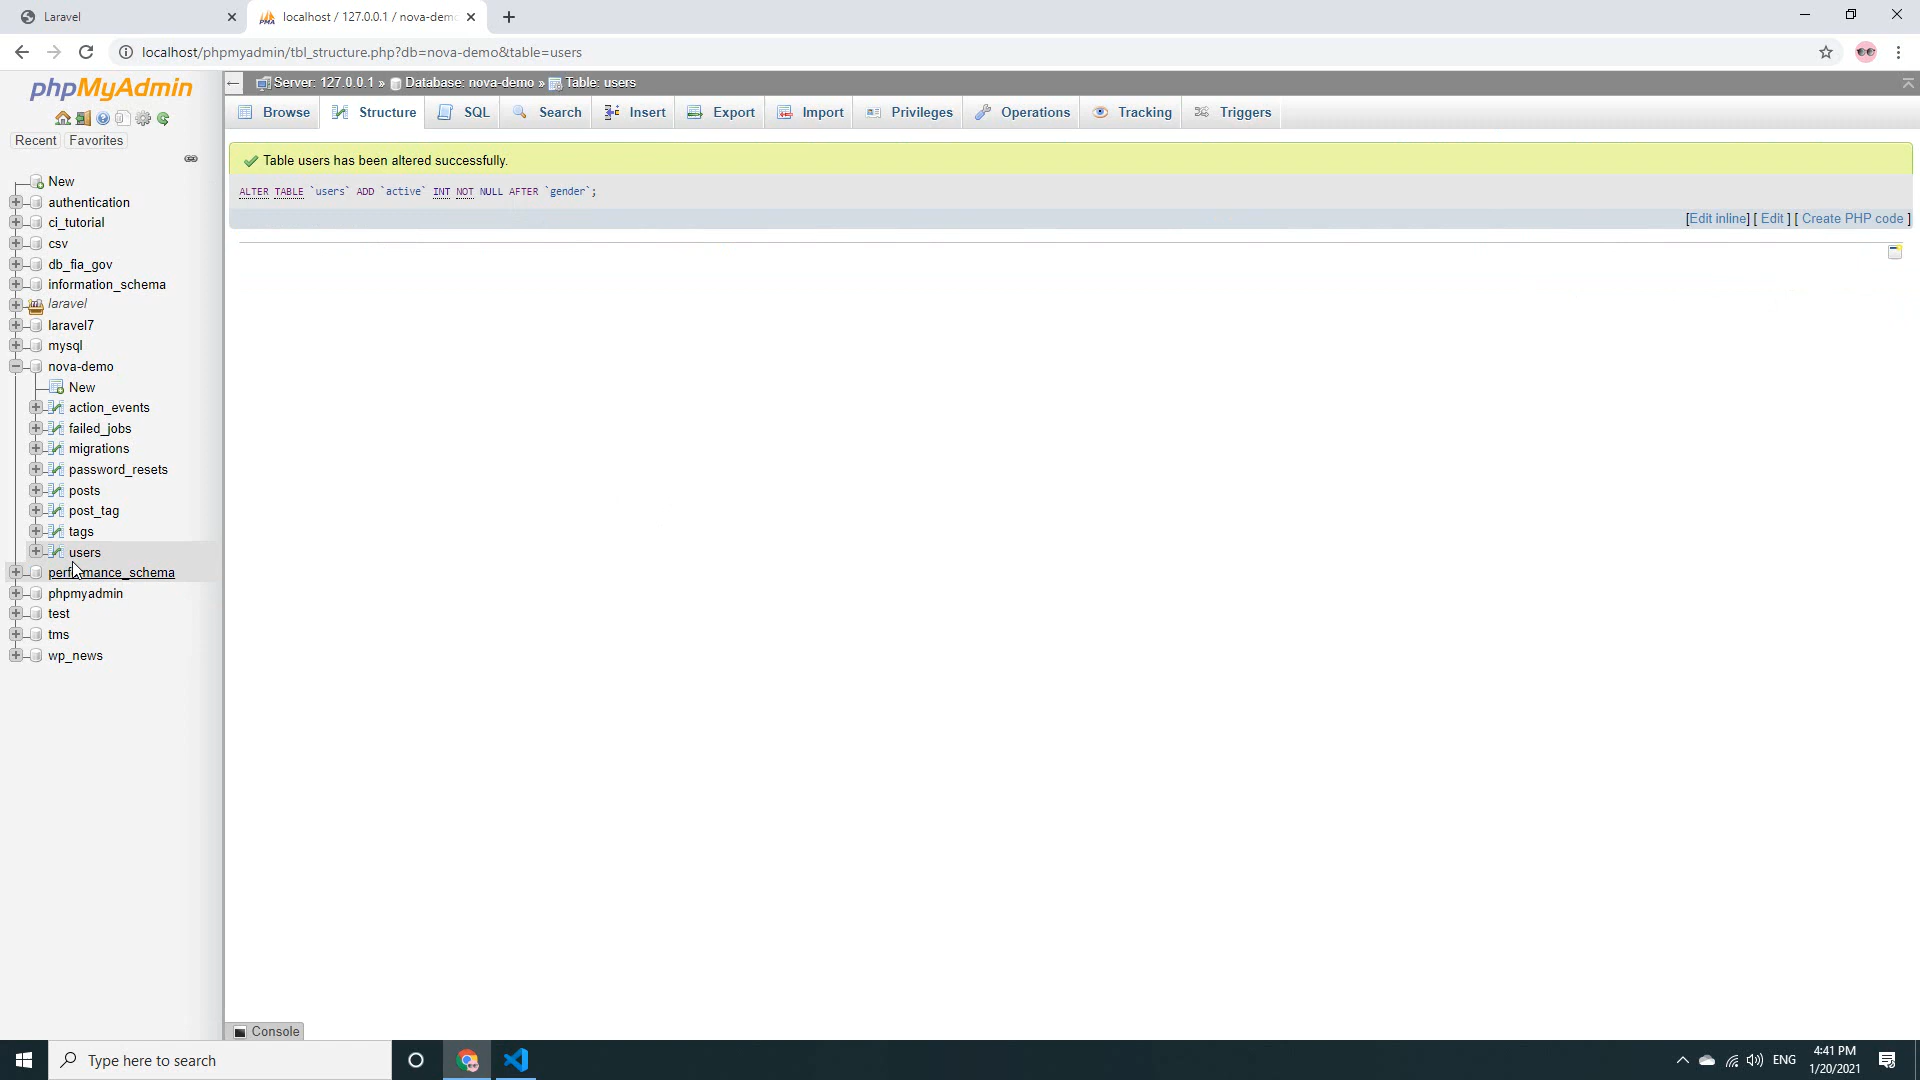 Laravel
localhost / 127.0.0.1 / nova-demo
localhost/phpmyadmin/tbl_structure.php?db=nova-demo&table=users
phpMyAdmin
Recent Favorites
New
authentication
ci_tutorial
csv
db_fia_gov
information_schema
laravel
laravel7
mysql
nova-demo
New
action_events
failed_jobs
migrations
password_resets
posts
post_tag
tags
users
performance_schema
phpmyadmin
test
tms
wp_news
Server: 127.0.0.1 » Database: nova-demo » Table: users
Browse Structure SQL Search Insert Export Import Privileges Operations Tracking Triggers
Table users has been altered successfully.
ALTER TABLE `users` ADD `active` INT NOT NULL AFTER `gender`;
[Edit inline] [ Edit ] [ Create PHP code ]
Console
Type here to search
ENG
4:41 PM
1/20/2021